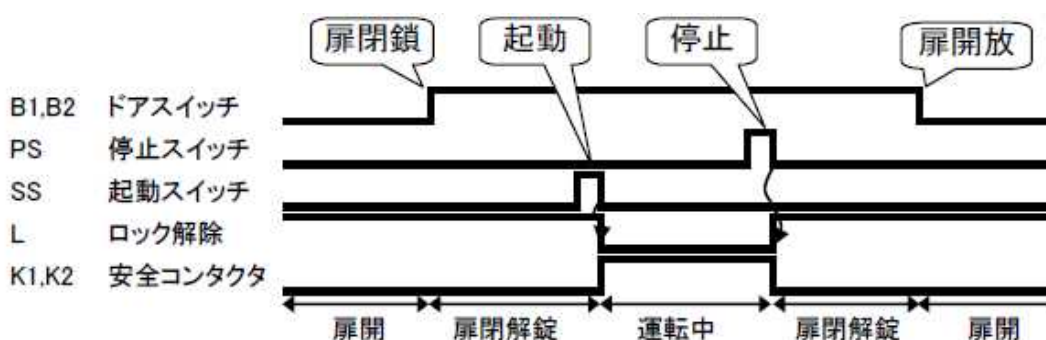 扉閉鎖 起動 停止 扉開放
B1,B2 ドアスイッチ
PS 停止スイッチ
SS 起動スイッチ
L ロック解除
K1,K2 安全コンタクタ
扉開 扉閉解錠 運転中 扉閉解錠 扉開